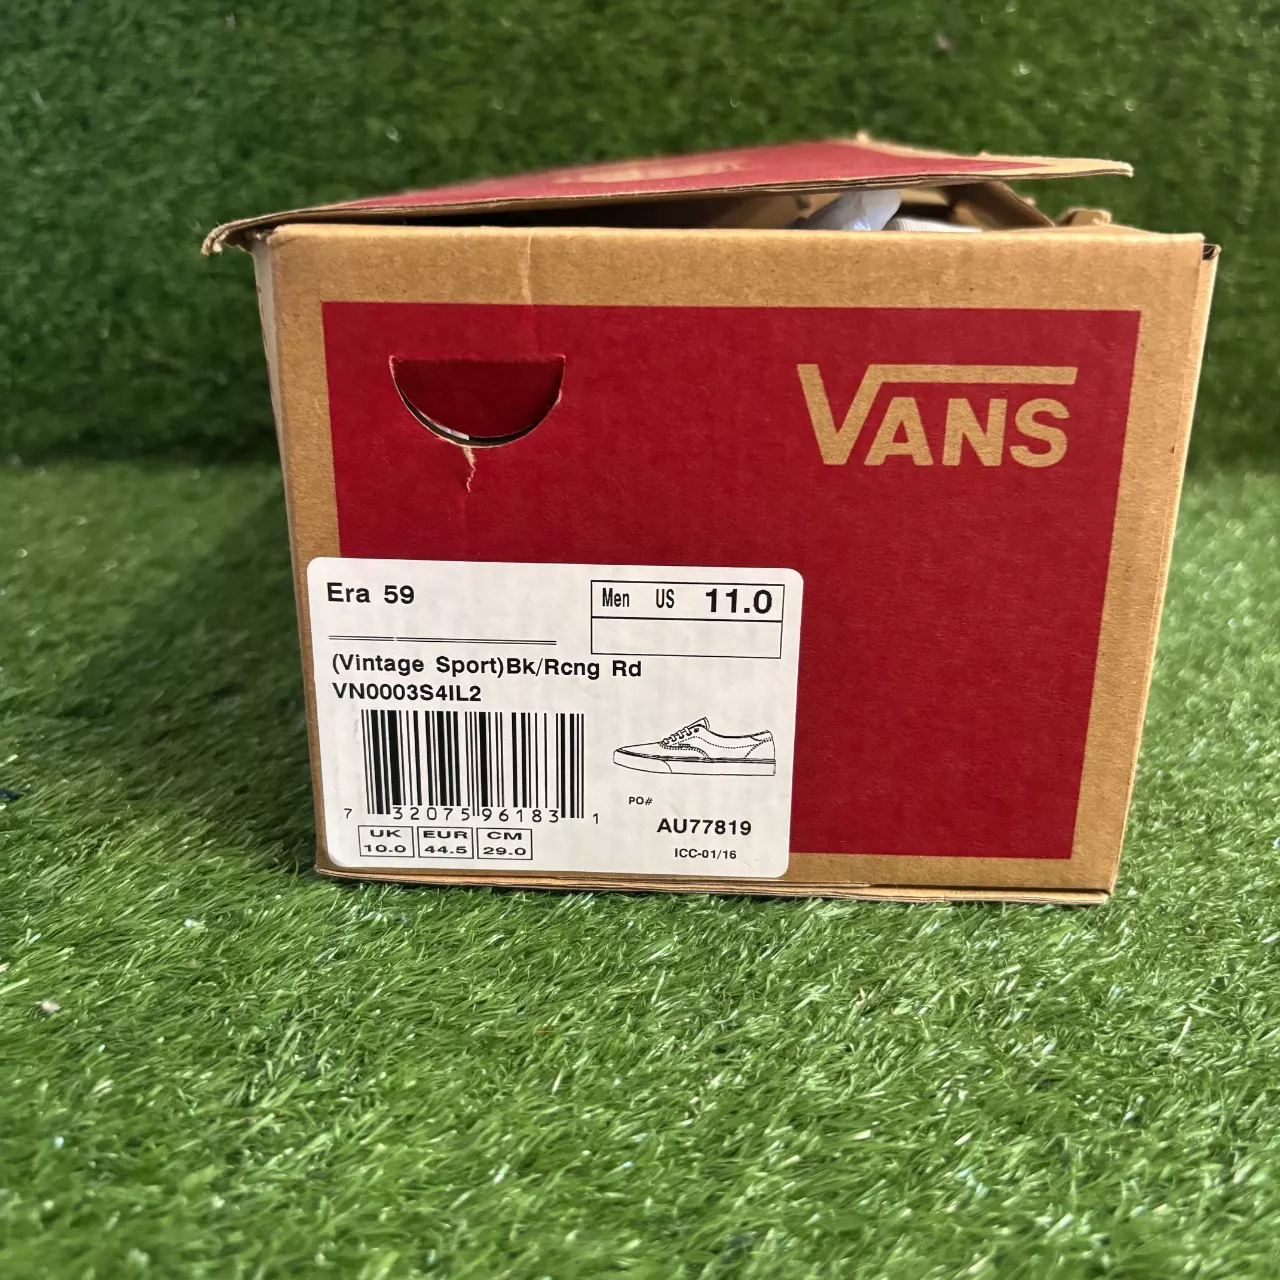 VANS
Era 59
Men US 11.0
(Vintage Sport)Bk/Rcng Rd
VN0003S4IL2
7 32075 96183 1
PO#
AU77819
ICC-01/16
UK EUR CM
10.0 44.5 29.0